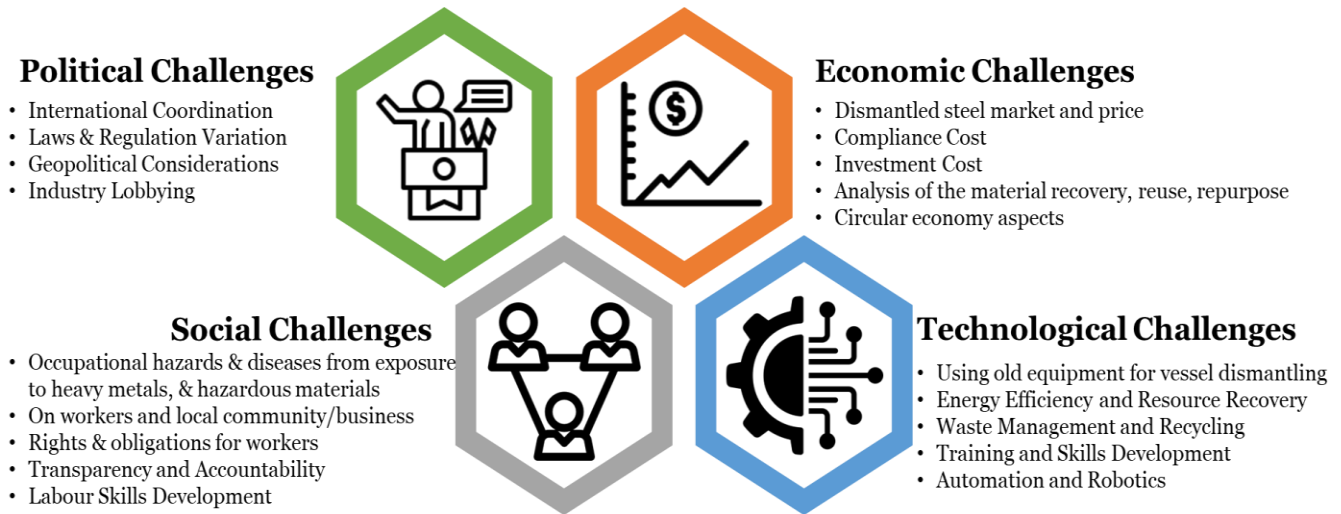 Political Challenges
• International Coordination
• Laws & Regulation Variation
• Geopolitical Considerations
• Industry Lobbying
$
Economic Challenges
• Dismantled steel market and price
• Compliance Cost
• Investment Cost
• Analysis of the material recovery, reuse, repurpose
• Circular economy aspects
Social Challenges
• Occupational hazards & diseases from exposure
to heavy metals, & hazardous materials
• On workers and local community/business
• Rights & obligations for workers
• Transparency and Accountability
• Labour Skills Development
Technological Challenges
• Using old equipment for vessel dismantling
• Energy Efficiency and Resource Recovery
• Waste Management and Recycling
• Training and Skills Development
• Automation and Robotics